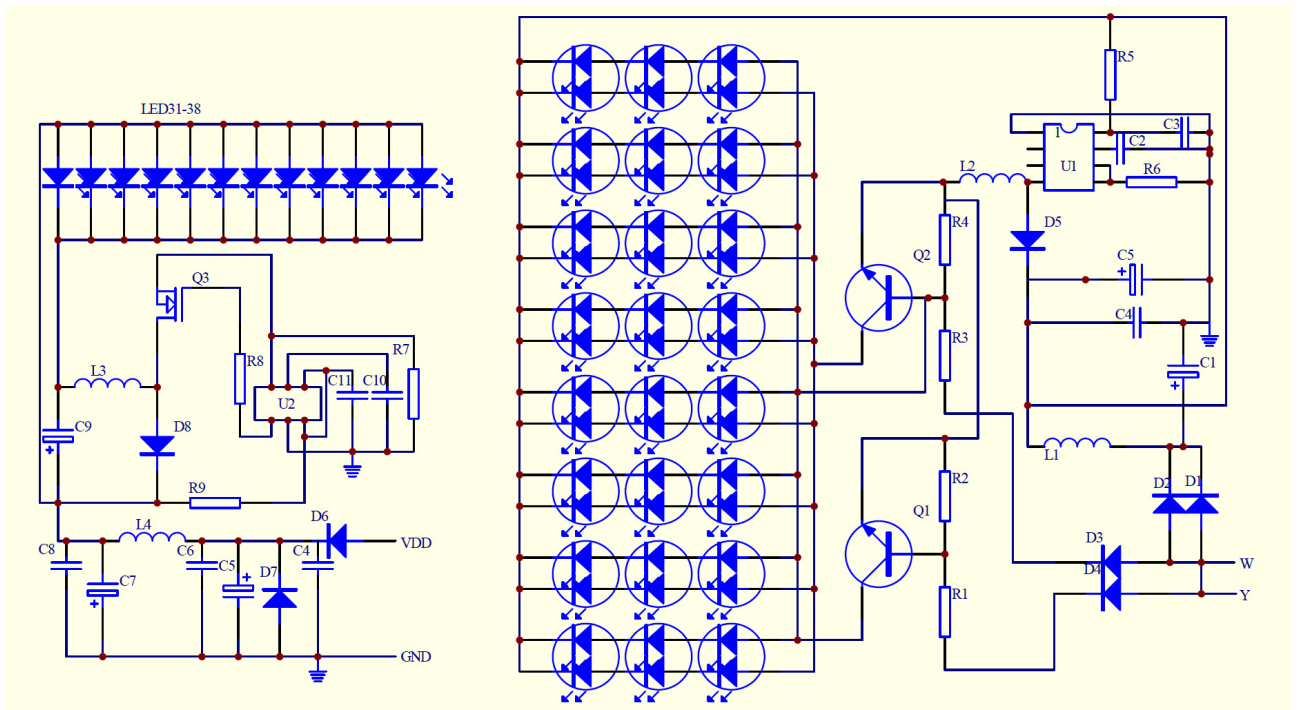 LED31-38
Q3
R8
U2
C11
C10
R7
L3
C9
D8
R9
L4
D6
VDD
C8
C7
C6
C5
D7
C4
GND
R5
C3
1
C2
U1
R6
L2
D5
R4
Q2
C5
C4
R3
C1
L1
D2
D1
R2
Q1
D3
D4
W
Y
R1